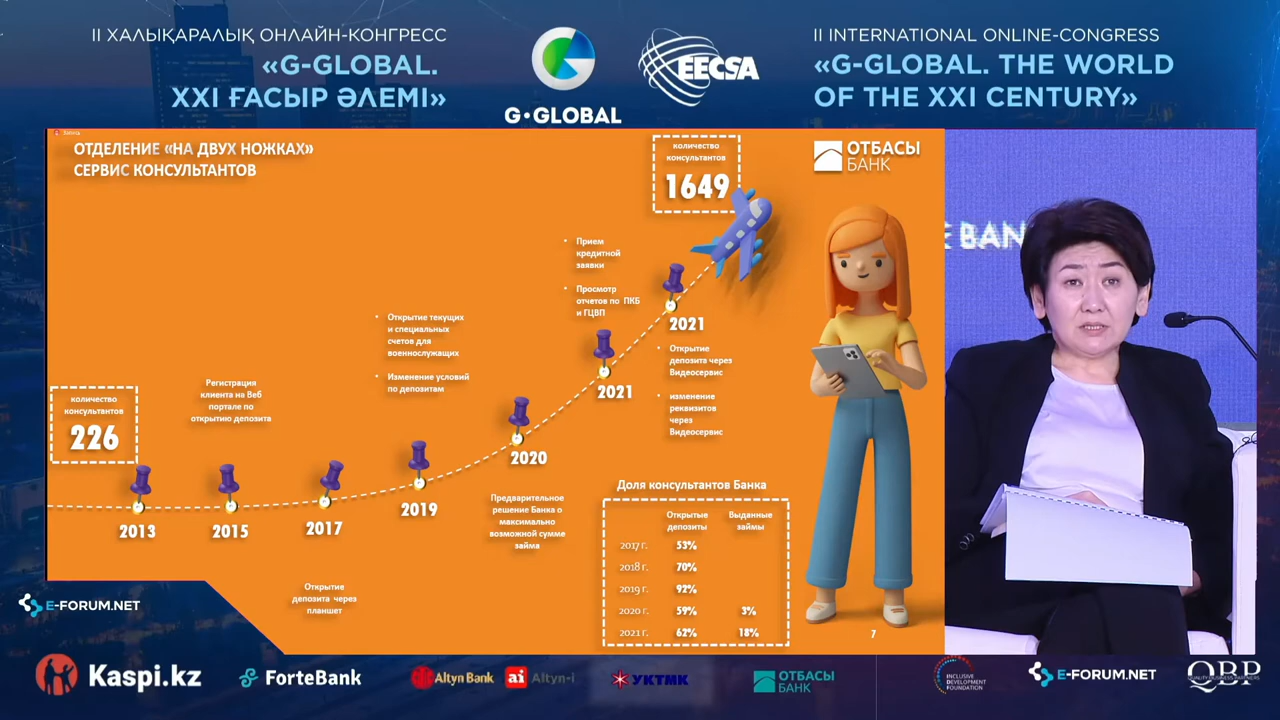 II ХАЛЫҚАРАЛЫҚ ОНЛАЙН-КОНГРЕСС
«G-GLOBAL.
XXI ҒАСЫР ӘЛЕМІ»
G·GLOBAL
EECSA
II INTERNATIONAL ONLINE-CONGRESS
«G-GLOBAL. THE WORLD
OF THE XXI CENTURY»
ОТДЕЛЕНИЕ «НА ДВУХ НОЖКАХ»
СЕРВИС КОНСУЛЬТАНТОВ
количество
консультантов
1649
ОТБАСЫ
БАНК
• Прием
кредитной
заявки
• Просмотр
отчетов по ПКБ
и ГЦВП
2021
• Открытие
депозита через
Видеосервис
• изменение
реквизитов
через
Видеосервис
2021
• Открытие текущих
и специальных
счетов для
военнослужащих
• Изменение условий
по депозитам
2020
Предварительное
решение Банка о
максимально
возможной сумме
займа
2019
2017
Открытие
депозита через
планшет
Регистрация
клиента на Веб
портале по
открытию депозита
2015
количество
консультантов
226
2013
Доля консультантов Банка
Открытые депозиты Выданные займы
2017 г. 53%
2018 г. 70%
2019 г. 92%
2020 г. 59% 3%
2021 г. 62% 18%
7
E BAN
E-FORUM.NET
Kaspi.kz
ForteBank
Altyn Bank
ai Altyn-i
УКТМК
ОТБАСЫ
БАНК
INCLUSIVE
DEVELOPMENT
FOUNDATION
E-FORUM.NET
QBP
QUALITY BUSINESS PARTNERS